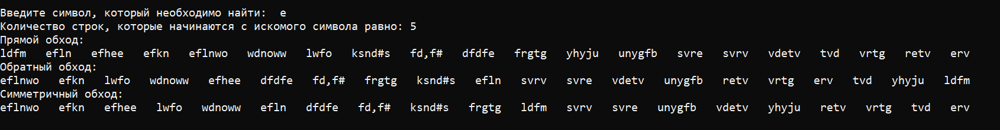 Введите символ, который необходимо найти:  e
Количество строк, которые начинаются с искомого символа равно: 5
Прямой обход:
ldfm   efln   efhee   efkn   eflnwo   wdnoww   lwfo   ksnd#s   fd,f#   dfdfe   frgtg   yhyju   unygfb   svre   svrv   vdetv   tvd   vrtg   retv   erv
Обратный обход:
eflnwo   efkn   lwfo   wdnoww   efhee   dfdfe   fd,f#   frgtg   ksnd#s   efln   svrv   svre   vdetv   unygfb   retv   vrtg   erv   tvd   yhyju   ldfm
Симметричный обход:
eflnwo   efkn   efhee   lwfo   wdnoww   efln   dfdfe   fd,f#   ksnd#s   frgtg   ldfm   svrv   svre   unygfb   vdetv   yhyju   retv   vrtg   tvd   erv